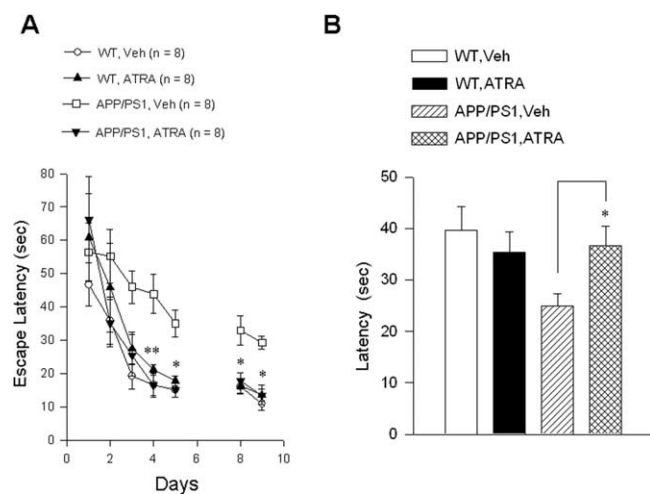 A
WT, Veh (n = 8)
WT, ATRA (n = 8)
APP/PS1, Veh (n = 8)
APP/PS1, ATRA (n = 8)
Escape Latency (sec)
80
70
60
50
40
30
20
10
0
** * * *
0 2 4 6 8 10
Days
B
WT,Veh
WT,ATRA
APP/PS1,Veh
APP/PS1,ATRA
Latency (sec)
50
40
30
20
10
0
*